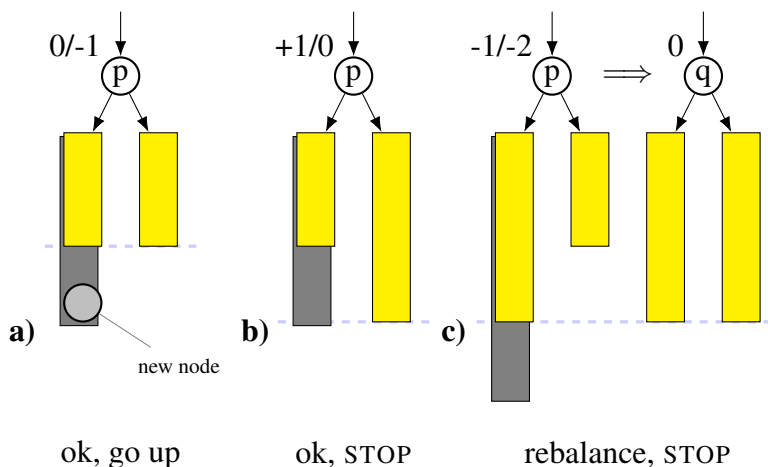 0/-1
p
+1/0
p
-1/-2
p
⟹
0
q
a)
new node
b)
c)
ok, go up
ok, STOP
rebalance, STOP